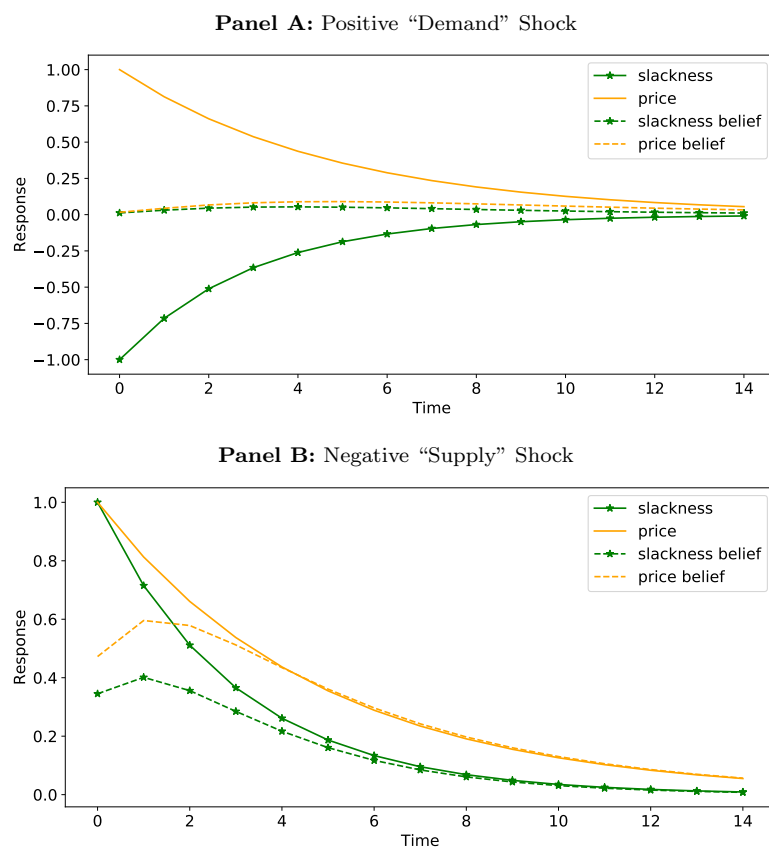 Panel A: Positive “Demand” Shock
1.00
0.75
0.50
0.25
0.00
−0.25
−0.50
−0.75
−1.00
Response
slackness
price
slackness belief
price belief
0 2 4 6 8 10 12 14
Time
Panel B: Negative “Supply” Shock
1.0
0.8
0.6
0.4
0.2
0.0
Response
slackness
price
slackness belief
price belief
0 2 4 6 8 10 12 14
Time